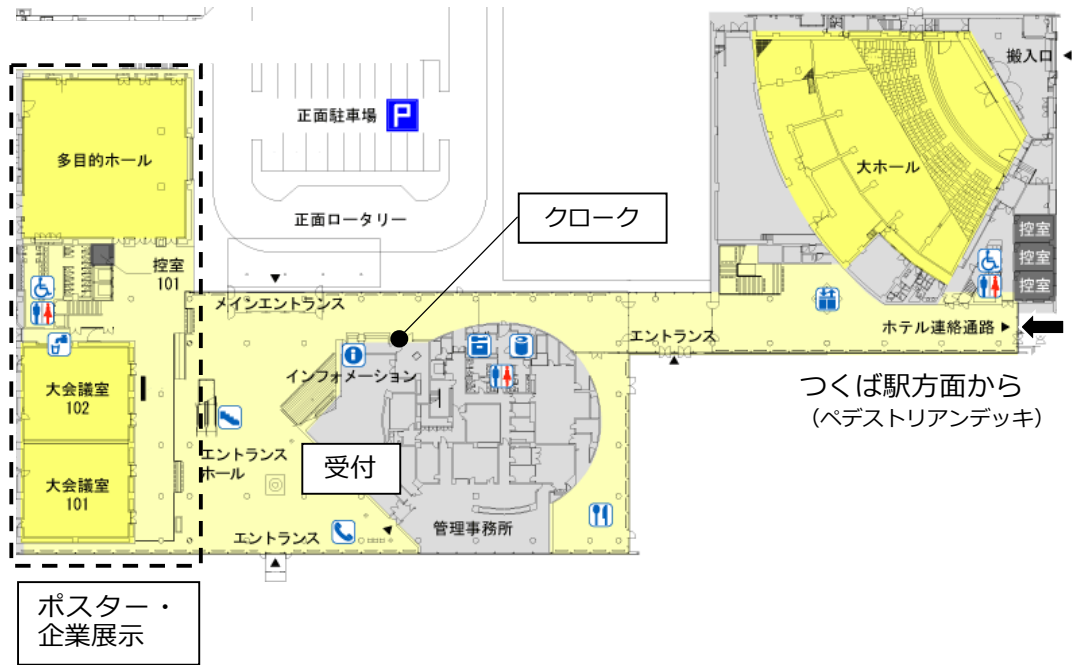 搬入口
正面駐車場
P
多目的ホール
大ホール
クローク
正面ロータリー
控室
控室
控室
控室
101
メインエントランス
エントランス
ホテル連絡通路
インフォメーション
つくば駅方面から
（ペデストリアンデッキ）
大会議室
102
エントランス
ホール
受付
大会議室
101
管理事務所
エントランス
ポスター・
企業展示